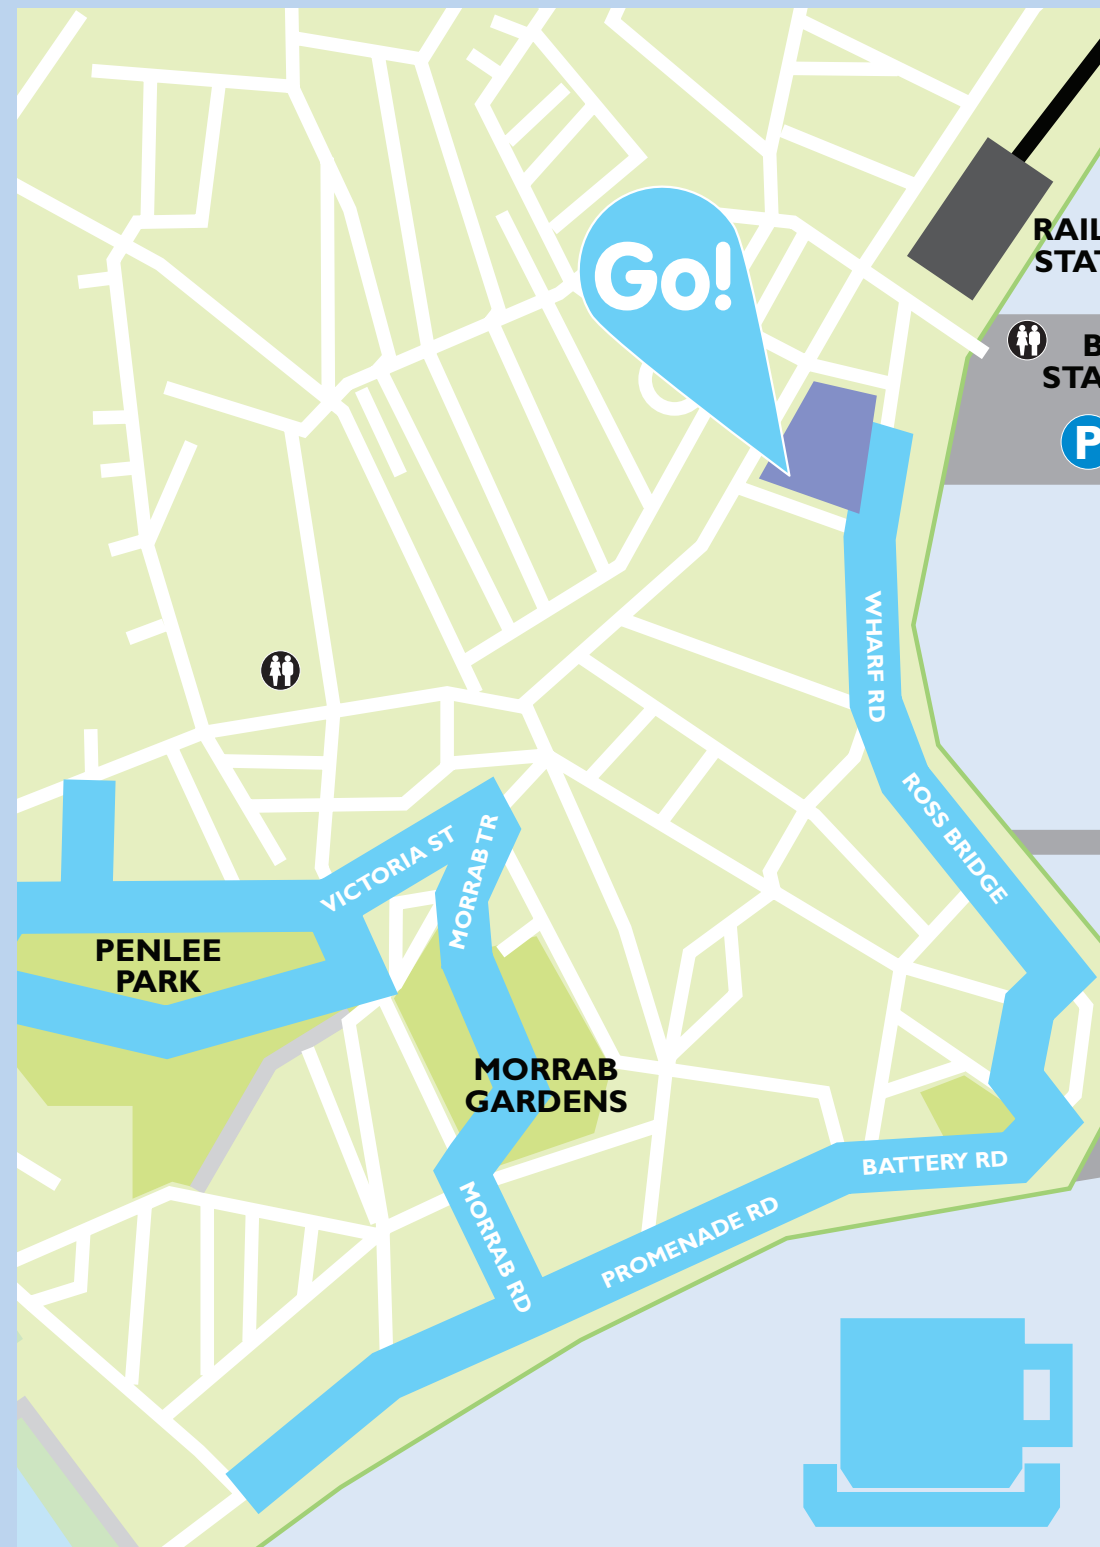 Go!
RAIL
STAT
B
STA
P
WHARF RD
ROSS BRIDGE
VICTORIA ST
MORRAB TR
PENLEE
PARK
MORRAB
GARDENS
BATTERY RD
MORRAB RD
PROMENADE RD